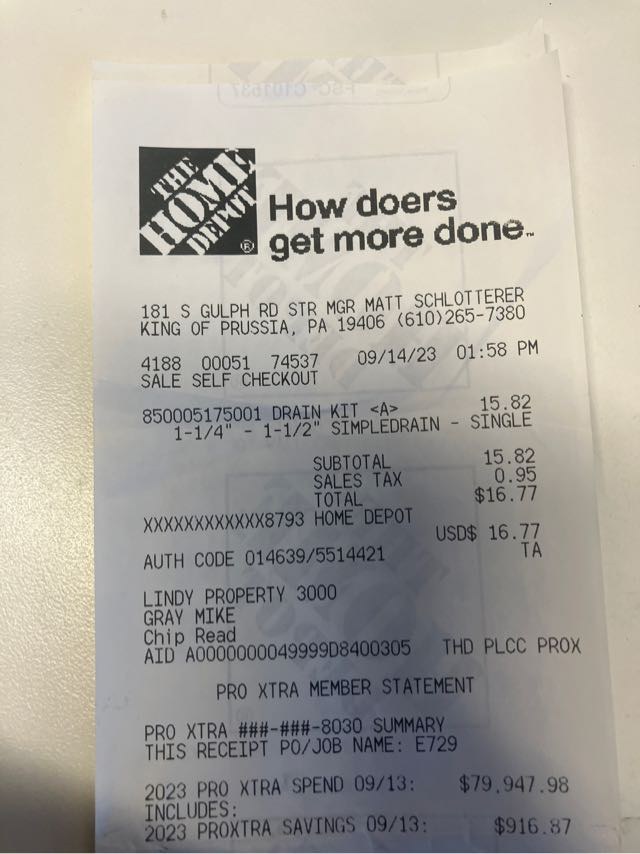 THE
HOME
DEPOT
How doers
get more done.™
181 S GULPH RD STR MGR MATT SCHLOTTERER
KING OF PRUSSIA, PA 19406 (610)265-7380
4188 00051 74537 09/14/23 01:58 PM
SALE SELF CHECKOUT
850005175001 DRAIN KIT <A> 15.82
1-1/4" - 1-1/2" SIMPLEDRAIN - SINGLE
SUBTOTAL 15.82
SALES TAX 0.95
TOTAL $16.77
XXXXXXXXXXXX8793 HOME DEPOT
USD$ 16.77
AUTH CODE 014639/5514421 TA
LINDY PROPERTY 3000
GRAY MIKE
Chip Read
AID A0000000049999D8400305 THD PLCC PROX
PRO XTRA MEMBER STATEMENT
PRO XTRA ###-###-8030 SUMMARY
THIS RECEIPT PO/JOB NAME: E729
2023 PRO XTRA SPEND 09/13: $79,947.98
INCLUDES:
2023 PROXTRA SAVINGS 09/13: $916.87